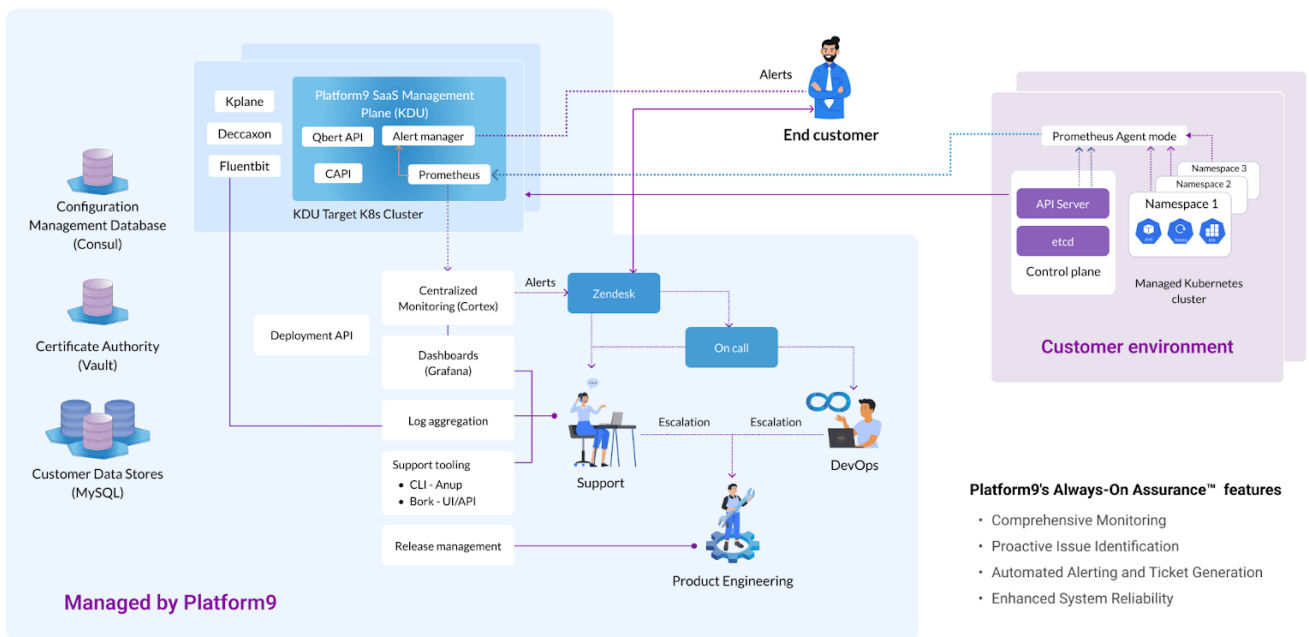 Kplane
Deccaxon
Fluentbit
Platform9 SaaS Management
Plane (KDU)
Qbert API
Alert manager
CAPI
Prometheus
KDU Target K8s Cluster
Alerts
End customer
Prometheus Agent mode
API Server
etcd
Control plane
Namespace 3
Namespace 2
Namespace 1
Managed Kubernetes
cluster
Customer environment
Configuration
Management Database
(Consul)
Certificate Authority
(Vault)
Customer Data Stores
(MySQL)
Deployment API
Centralized
Monitoring (Cortex)
Alerts
Zendesk
On call
Dashboards
(Grafana)
Log aggregation
Support tooling
• CLI - Anup
• Bork - UI/API
Release management
Support
Escalation
Escalation
DevOps
Product Engineering
Managed by Platform9
Platform9's Always-On Assurance™ features
• Comprehensive Monitoring
• Proactive Issue Identification
• Automated Alerting and Ticket Generation
• Enhanced System Reliability